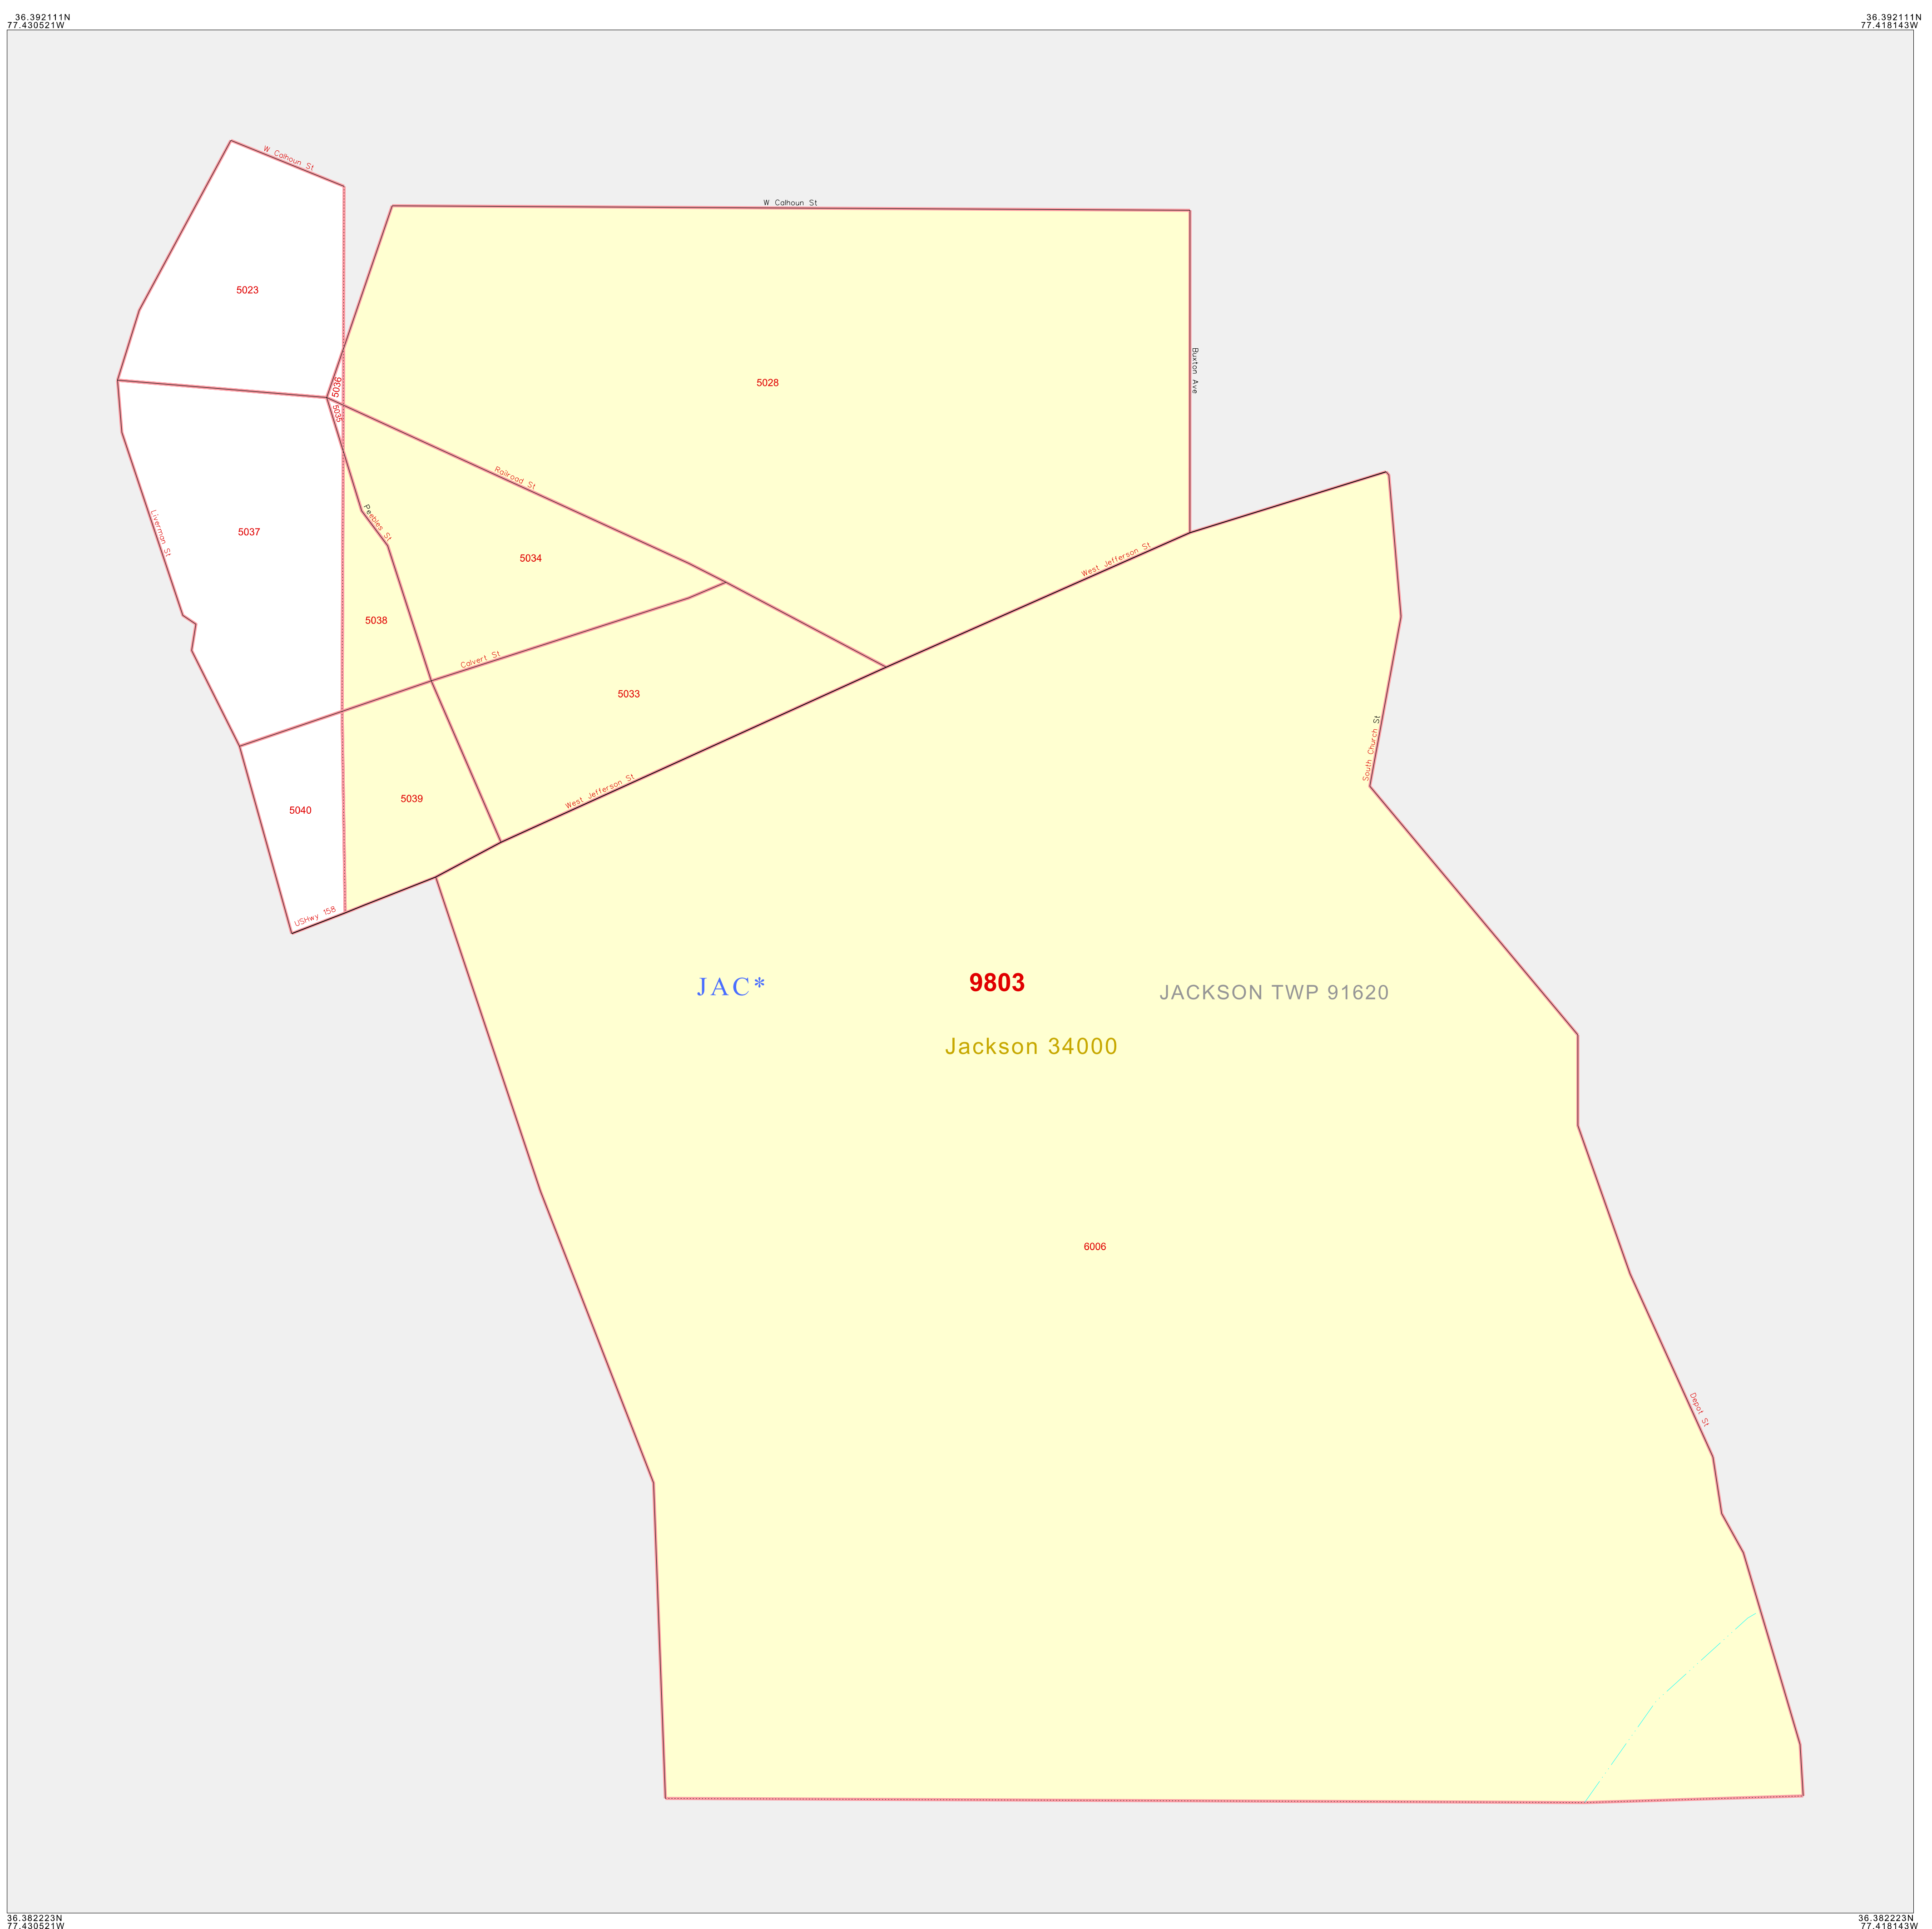 36.392111N
77.430521W
36.392111N
77.418143W
W Calhoun St
W Calhoun St
5023
Buxton Ave
5036
5028
5035
Railroad St
Peebles St
Liverman St
5037
5034
West Jefferson St
5038
Calvert St
5033
South Church St
West Jefferson St
5039
5040
USHwy 158
JAC*
9803
JACKSON TWP 91620
Jackson 34000
6006
Depot St
36.382223N
77.430521W
36.382223N
77.418143W